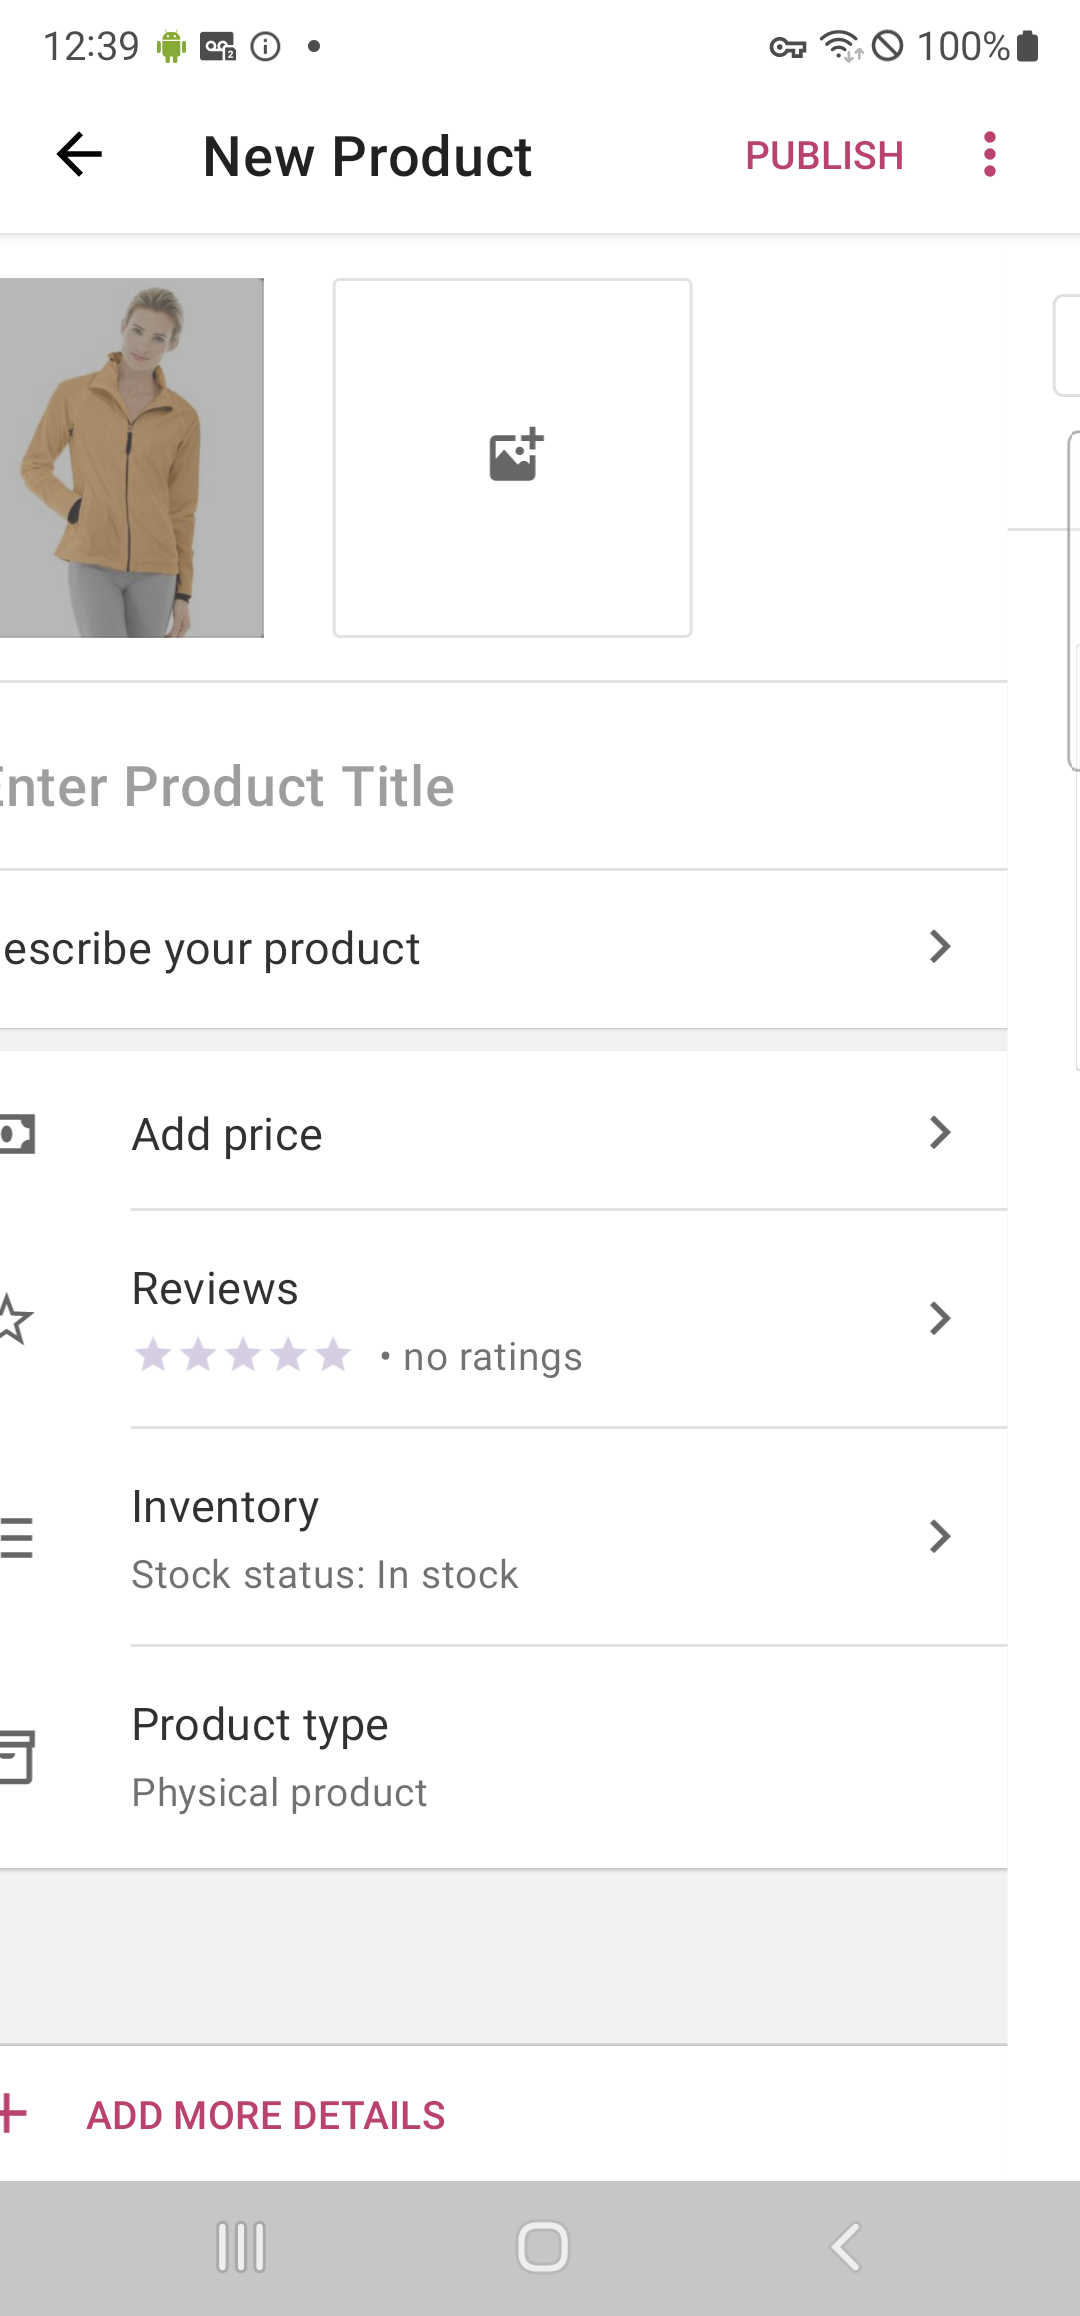 12:39
100%
New Product
PUBLISH
Enter Product Title
escribe your product
Add price
Reviews
• no ratings
Inventory
Stock status: In stock
Product type
Physical product
ADD MORE DETAILS